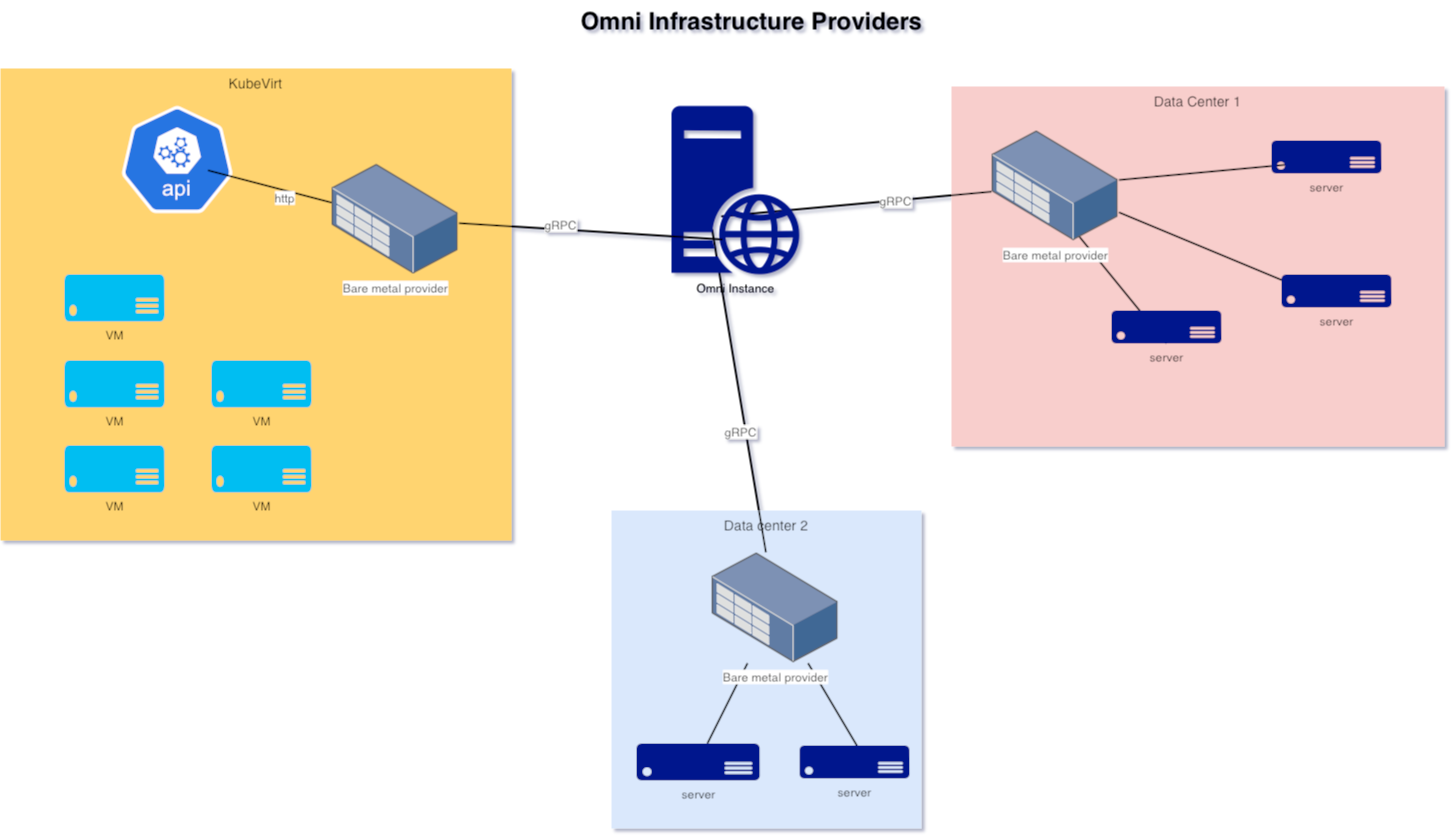 Omni Infrastructure Providers
KubeVirt
api
http
Bare metal provider
VM
VM
VM
VM
VM
gRPC
Omni Instance
gRPC
Data Center 1
Bare metal provider
server
server
server
gRPC
Data center 2
Bare metal provider
server
server